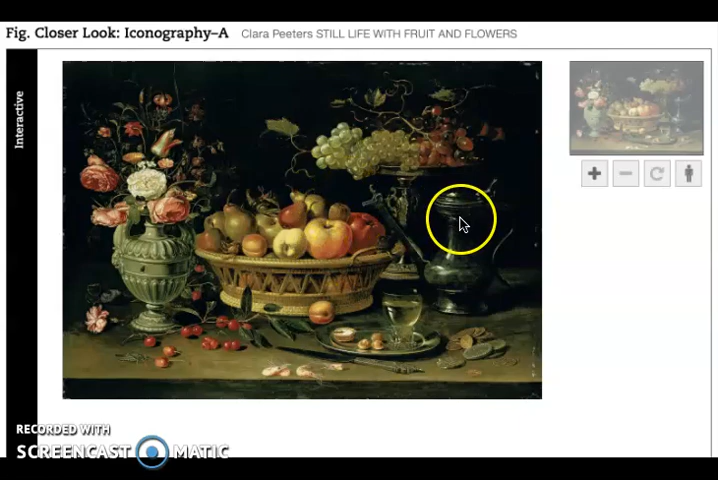 Fig. Closer Look: Iconography–A Clara Peeters STILL LIFE WITH FRUIT AND FLOWERS
Interactive
RECORDED WITH
SCREENCAST MATIC